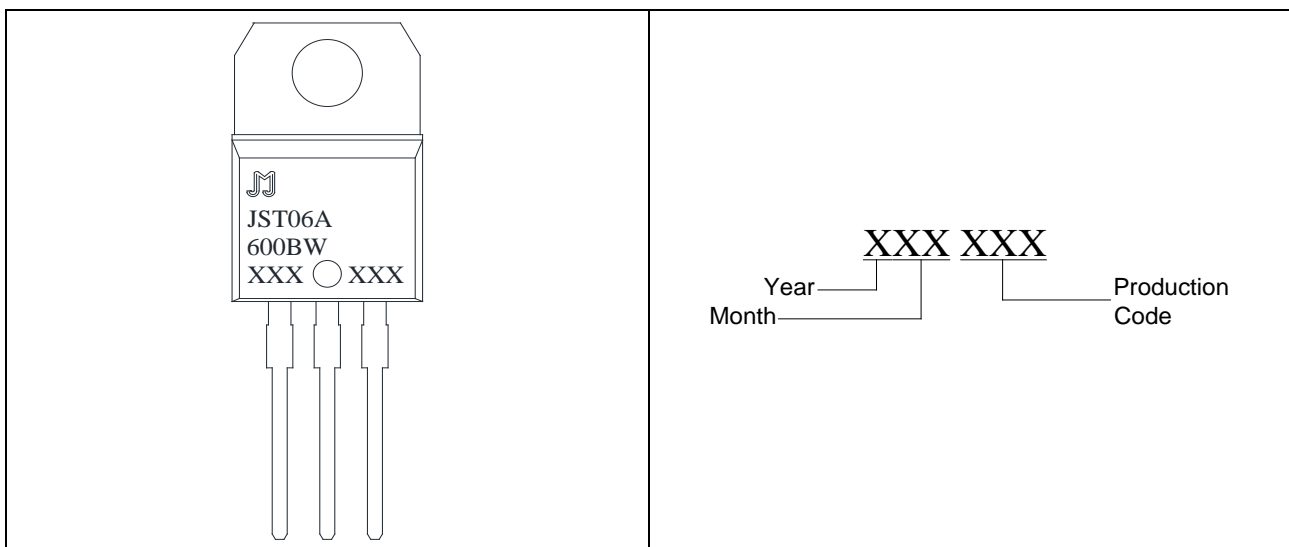 JST06A
600BW
XXX XXX
XXX XXX
Year
Month
Production
Code